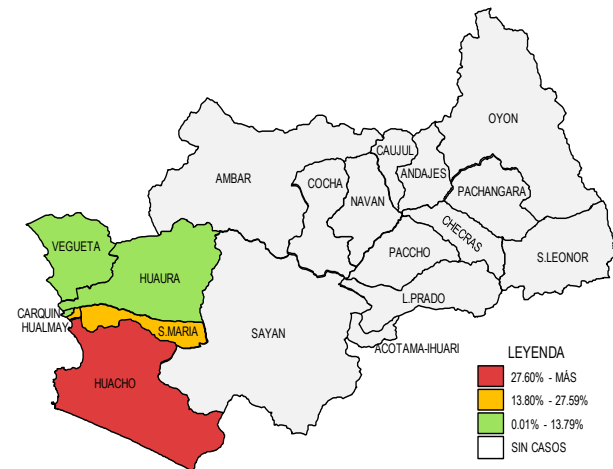 OYON
CAUJUL
AMBAR
ANDAJES
COCHA
PACHANGARA
NAVAN
CHECRAS
VEGUETA
PACCHO
S.LEONOR
HUAURA
L.PRADO
CARQUIN
HUALMAY
S.MARIA
SAYAN
ACOTAMA-IHUARI
HUACHO
LEYENDA
27.60% - MÁS
13.80% - 27.59%
0.01% - 13.79%
SIN CASOS